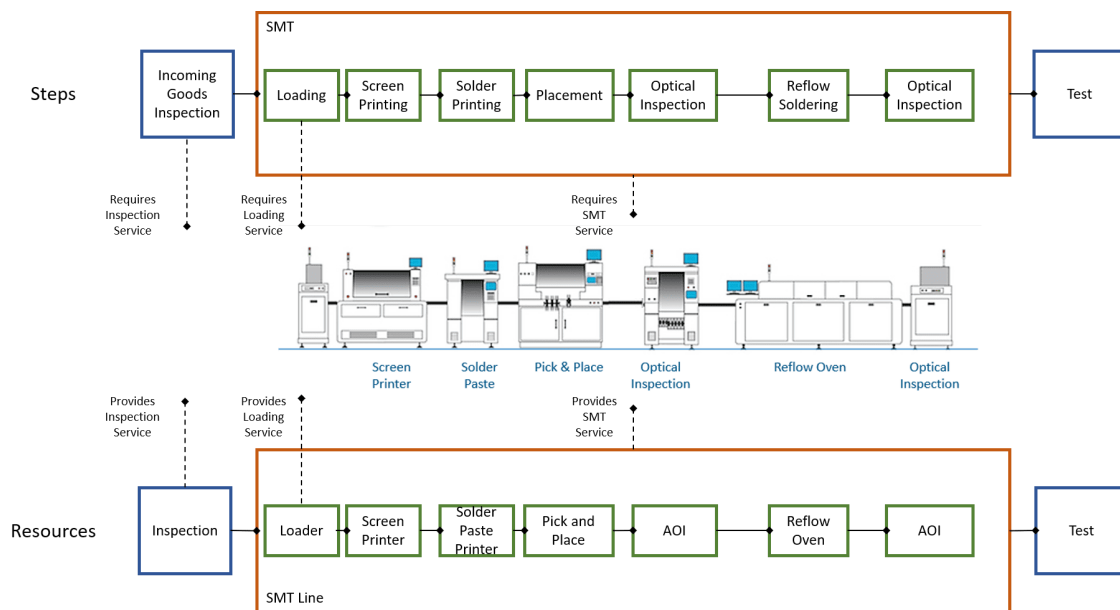 SMT
Steps
Incoming
Goods
Inspection
Loading
Screen
Printing
Solder
Printing
Placement
Optical
Inspection
Reflow
Soldering
Optical
Inspection
Test
Requires
Inspection
Service
Requires
Loading
Service
Requires
SMT
Service
Screen
Printer
Solder
Paste
Pick & Place
Optical
Inspection
Reflow Oven
Optical
Inspection
Provides
Inspection
Service
Provides
Loading
Service
Provides
SMT
Service
Resources
Inspection
Loader
Screen
Printer
Solder
Paste
Printer
Pick and
Place
AOI
Reflow
Oven
AOI
Test
SMT Line